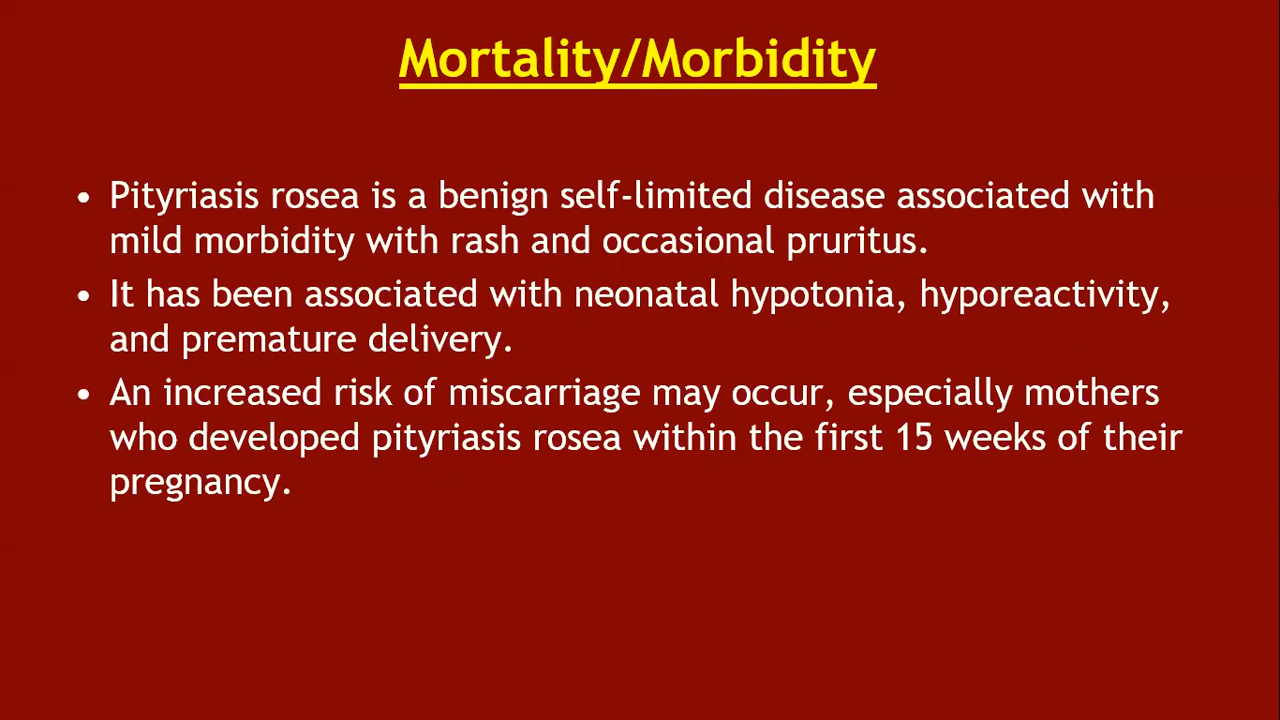 Mortality/Morbidity
• Pityriasis rosea is a benign self-limited disease associated with
mild morbidity with rash and occasional pruritus.
• It has been associated with neonatal hypotonia, hyporeactivity,
and premature delivery.
• An increased risk of miscarriage may occur, especially mothers
who developed pityriasis rosea within the first 15 weeks of their
pregnancy.